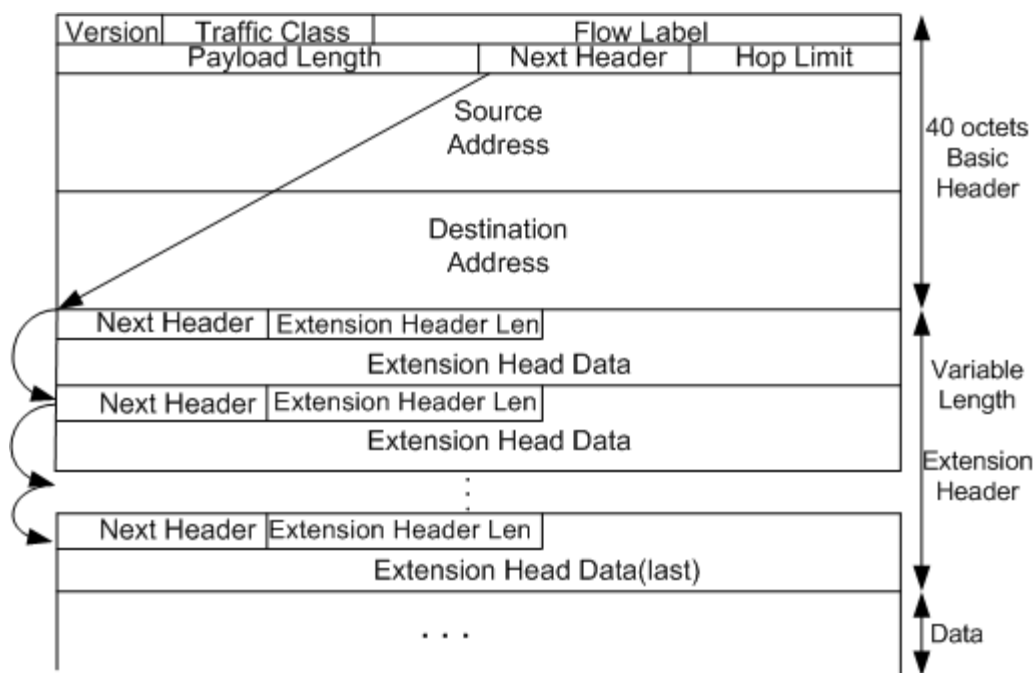 Version Traffic Class Flow Label
Payload Length Next Header Hop Limit
Source
Address
40 octets
Basic
Header
Destination
Address
Next Header Extension Header Len
Extension Head Data
Next Header Extension Header Len
Extension Head Data
Variable
Length
Extension
Header
⋮
Next Header Extension Header Len
Extension Head Data(last)
. . .
Data